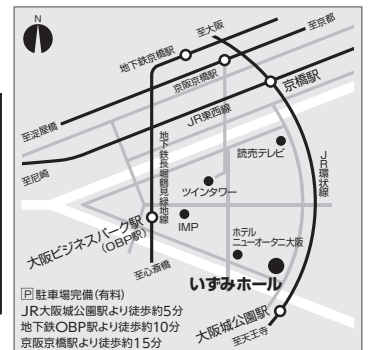 N
至大阪
至京都
地下鉄京橋駅
京阪京橋駅
京橋駅
至淀屋橋
JR東西線
至尼崎
地下鉄長堀鶴見緑地線
読売テレビ
JR環状線
ツインタワー
大阪ビジネスパーク駅
(OBP駅)
IMP
ホテル
ニューオータニ大阪
至心斎橋
いずみホール
大阪城公園駅
至天王寺
P駐車場完備(有料)
JR大阪城公園駅より徒歩約5分
地下鉄OBP駅より徒歩約10分
京阪京橋駅より徒歩約15分